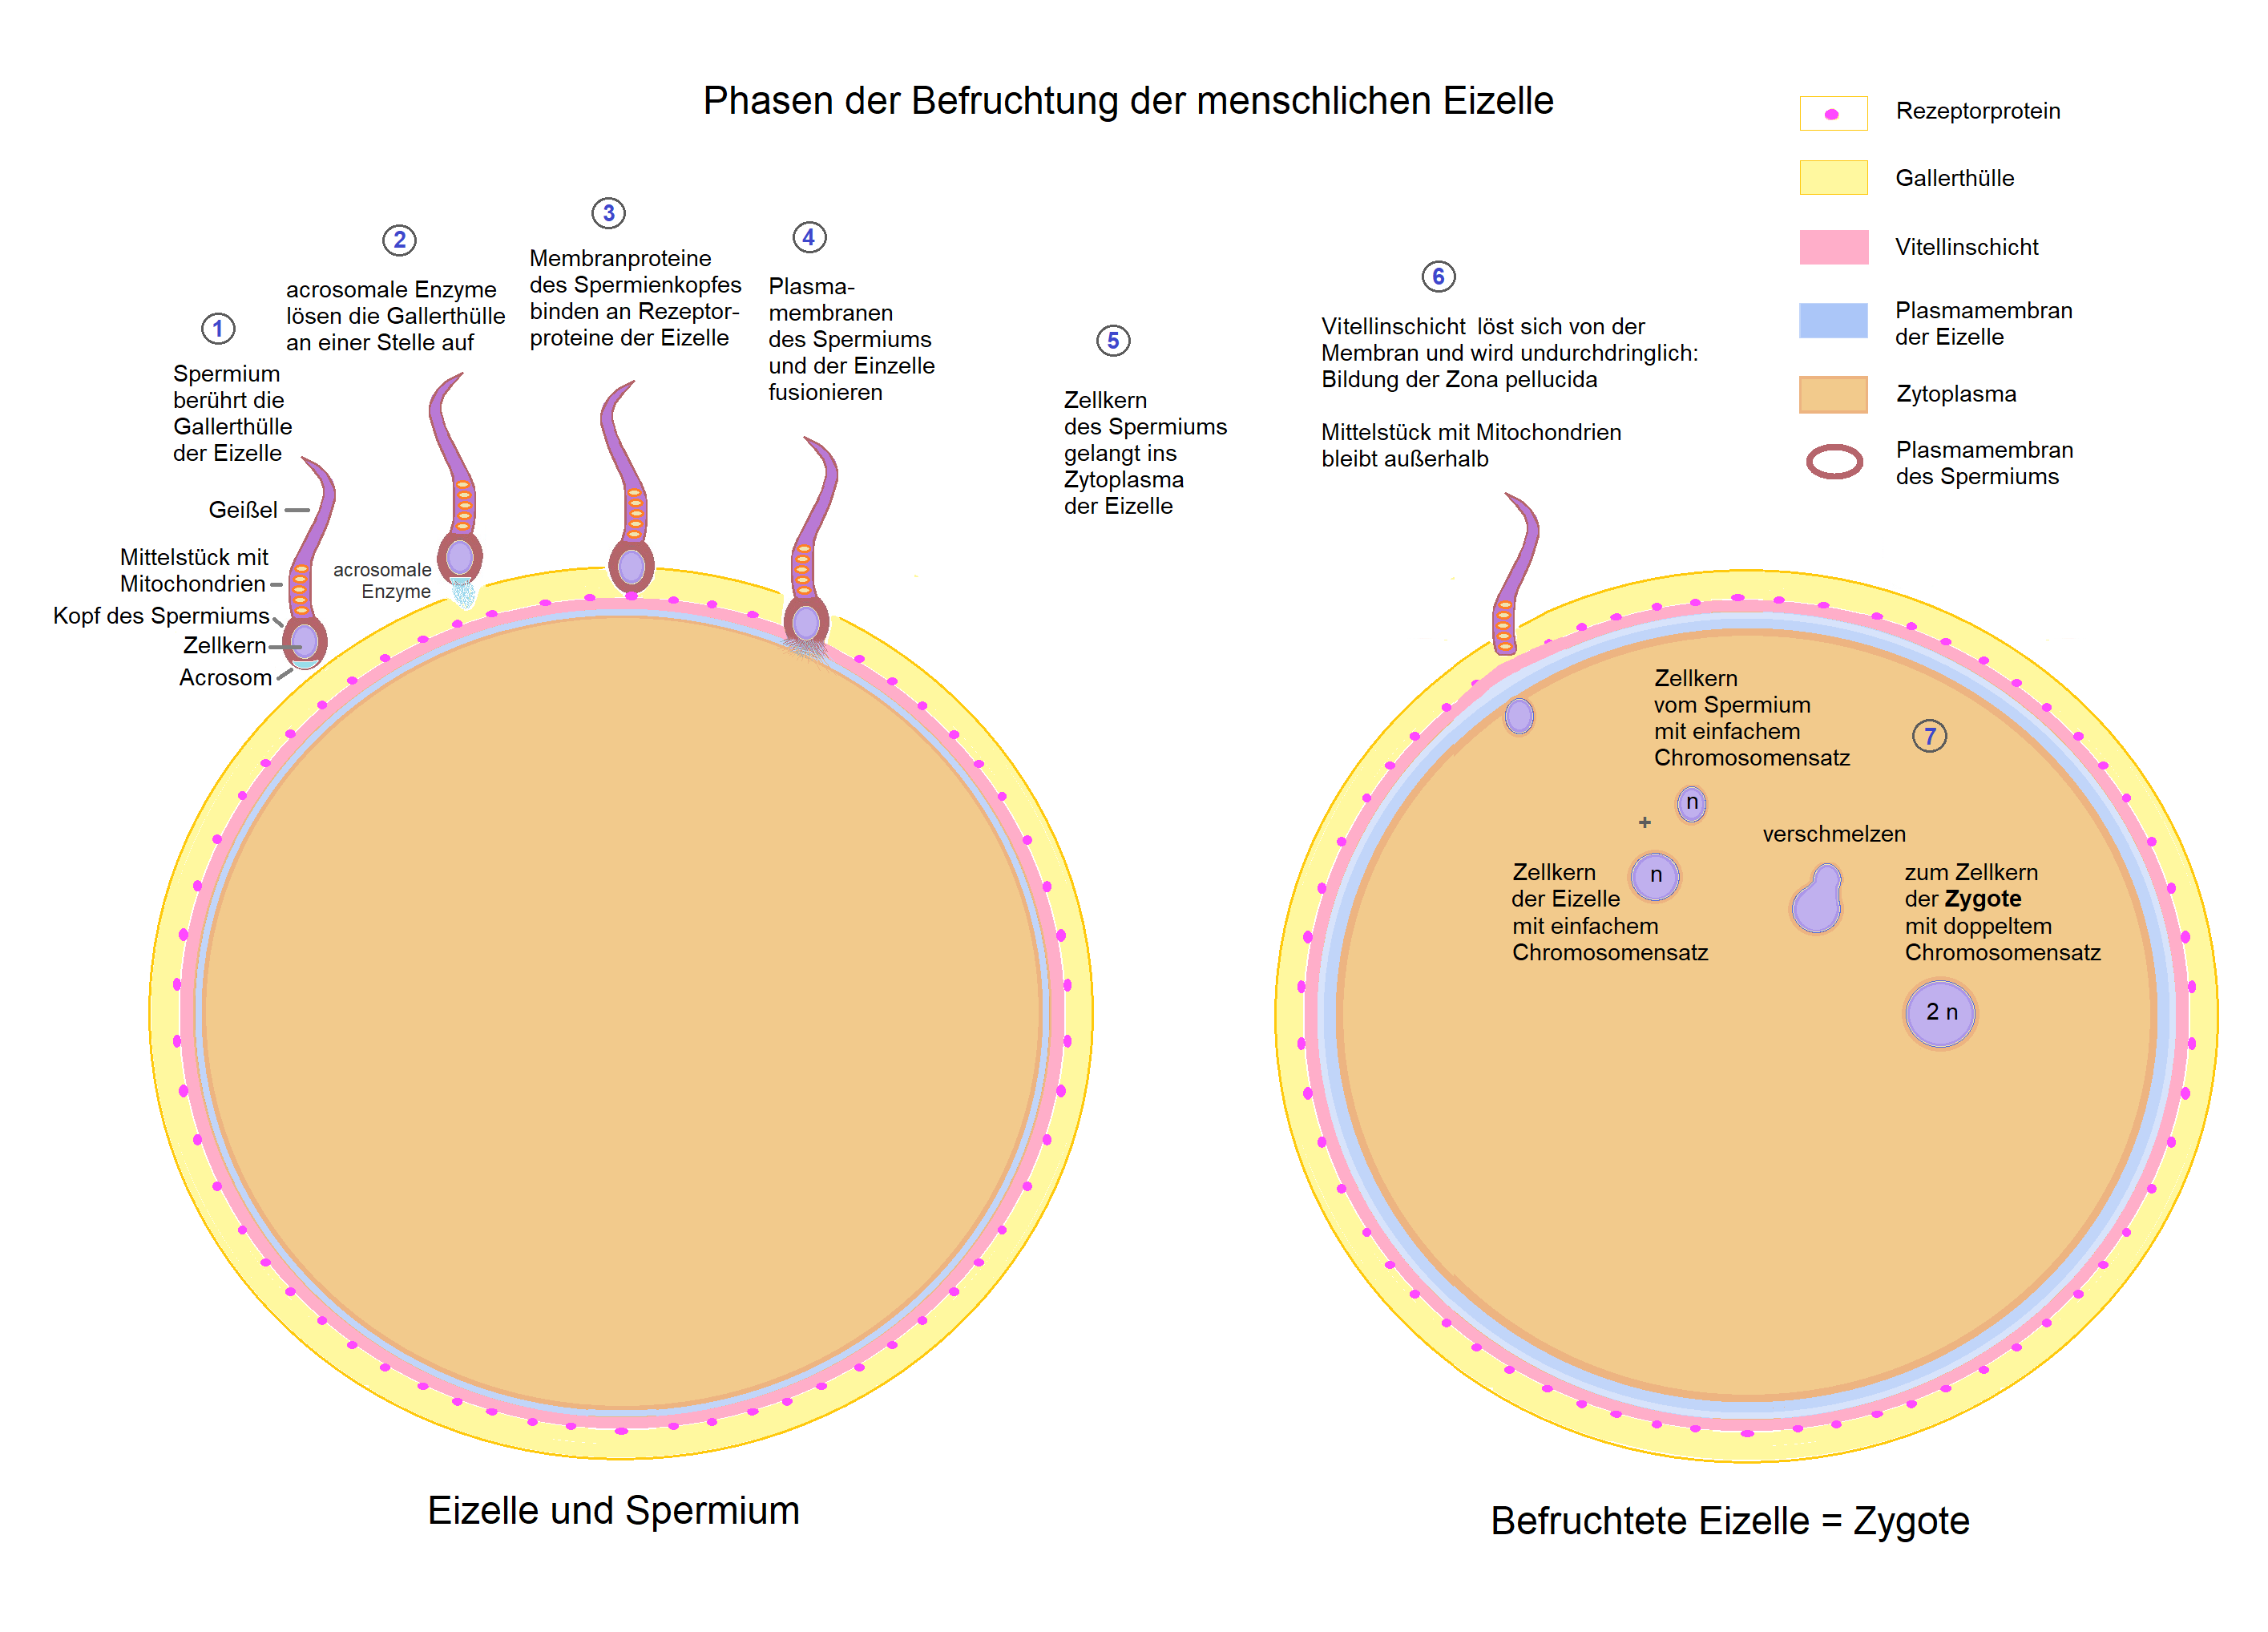 Phasen der Befruchtung der menschlichen Eizelle
Rezeptorprotein
Gallerthülle
Vitellinschicht
Plasmamembran
der Eizelle
Zytoplasma
Plasmamembran
des Spermiums
1
Spermium
berührt die
Gallerthülle
der Eizelle
Geißel
Mittelstück mit
Mitochondrien
Kopf des Spermiums
Zellkern
Acrosom
2
acrosomale Enzyme
lösen die Gallerthülle
an einer Stelle auf
acrosomale
Enzyme
3
Membranproteine
des Spermienkopfes
binden an Rezeptor-
proteine der Eizelle
4
Plasma-
membranen
des Spermiums
und der Einzelle
fusionieren
5
Zellkern
des Spermiums
gelangt ins
Zytoplasma
der Eizelle
6
Vitellinschicht löst sich von der
Membran und wird undurchdringlich:
Bildung der Zona pellucida
Mittelstück mit Mitochondrien
bleibt außerhalb
7
Zellkern
vom Spermium
mit einfachem
Chromosomensatz
n
+
n
Zellkern
der Eizelle
mit einfachem
Chromosomensatz
verschmelzen
zum Zellkern
der Zygote
mit doppeltem
Chromosomensatz
2 n
Eizelle und Spermium
Befruchtete Eizelle = Zygote